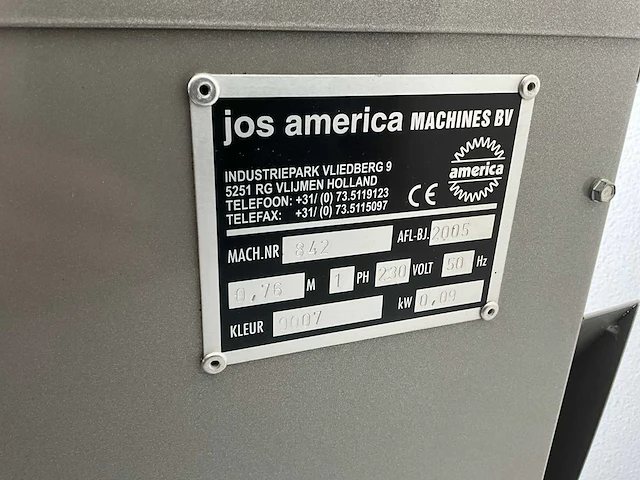 jos america MACHINES BV
INDUSTRIEPARK VLIEDBERG 9
5251 RG VLIJMEN HOLLAND
TELEFOON: +31/ (0) 73.5119123
TELEFAX: +31/ (0) 73.5115097
CE
america
MACH.NR 842 AFL-BJ. 2005
0,76 M 1 PH 230 VOLT 50 Hz
KLEUR 9007 kW 0,09